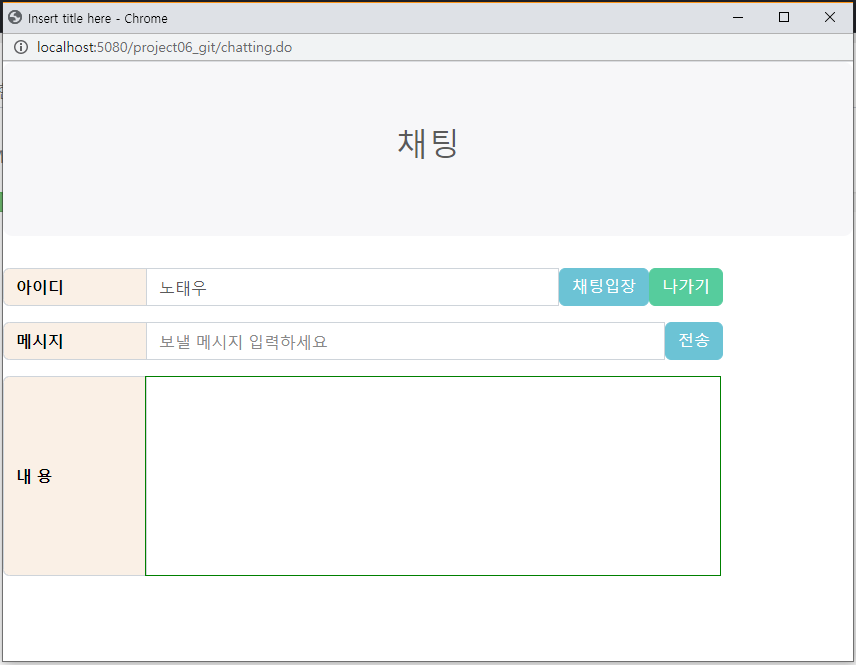 Insert title here - Chrome
localhost:5080/project06_git/chatting.do
채팅
아이디 노태우 채팅입장 나가기
메시지 보낼 메시지 입력하세요 전송
내 용